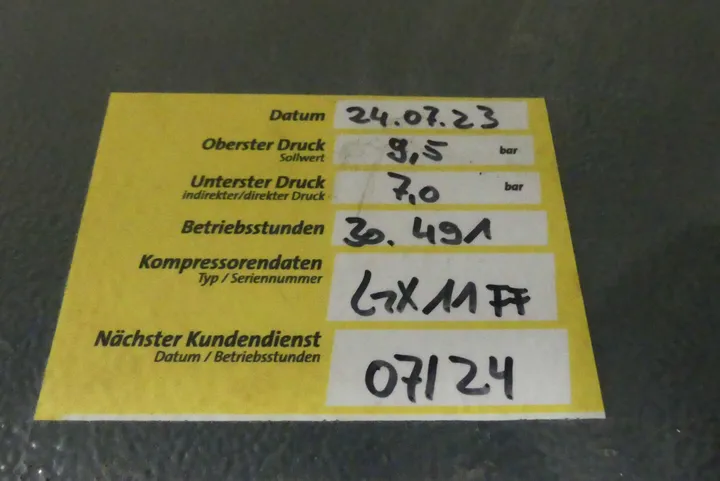 Datum 24.07.23
Oberster Druck 9,5 bar
Sollwert
Unterster Druck 7,0 bar
indirekter/direkter Druck
Betriebsstunden 30.491
Kompressorendaten
Typ / Seriennummer GX11FF
Nächster Kundendienst
Datum / Betriebsstunden 07/24